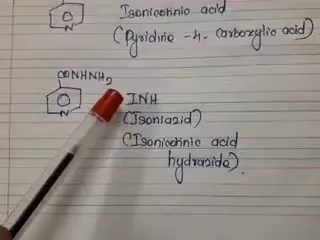 Isonicotinic acid
(Pyridine -4- Carboxylic acid)
N
CONHNH2
N
INH
(Isoniazid)
(Isonicotinic acid
hydrazide).